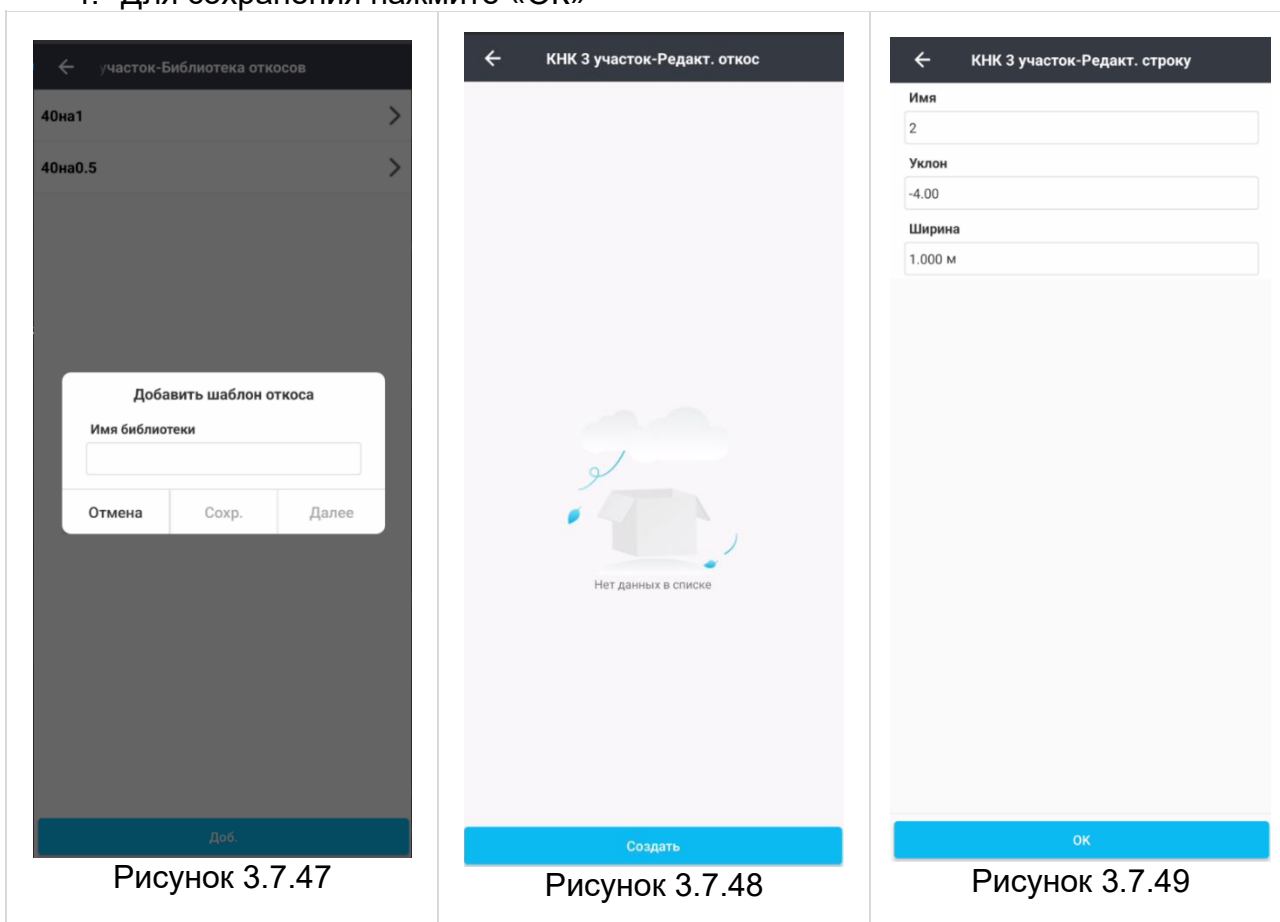 Для сохранения нажмите «ОК»
участок-Библиотека откосов
40на1
40на0.5
Добавить шаблон откоса
Имя библиотеки
Отмена
Сохр.
Далее
Доб.
Рисунок 3.7.47
КНК 3 участок-Редакт. откос
Нет данных в списке
Создать
Рисунок 3.7.48
КНК 3 участок-Редакт. строку
Имя
2
Уклон
-4.00
Ширина
1.000 м
ОК
Рисунок 3.7.49